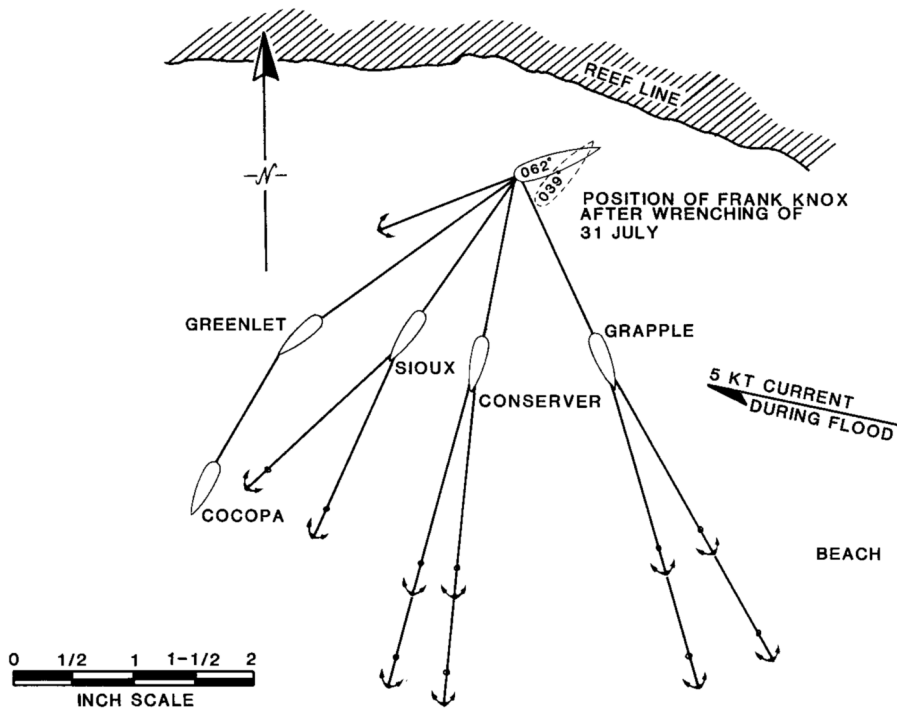 REEF LINE
-N-
062°
039°
POSITION OF FRANK KNOX
AFTER WRENCHING OF
31 JULY
GREENLET
GRAPPLE
SIOUX
5 KT CURRENT
DURING FLOOD
CONSERVER
COCOPA
BEACH
0 1/2 1 1-1/2 2
INCH SCALE